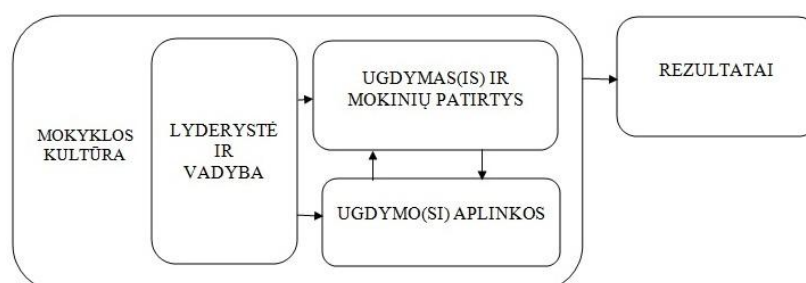 MOKYKLOS
KULTŪRA
LYDERYSTĖ
IR
VADYBA
UGDYMAS(IS) IR
MOKINIŲ PATIRTYS
UGDYMO(SI) APLINKOS
REZULTATAI